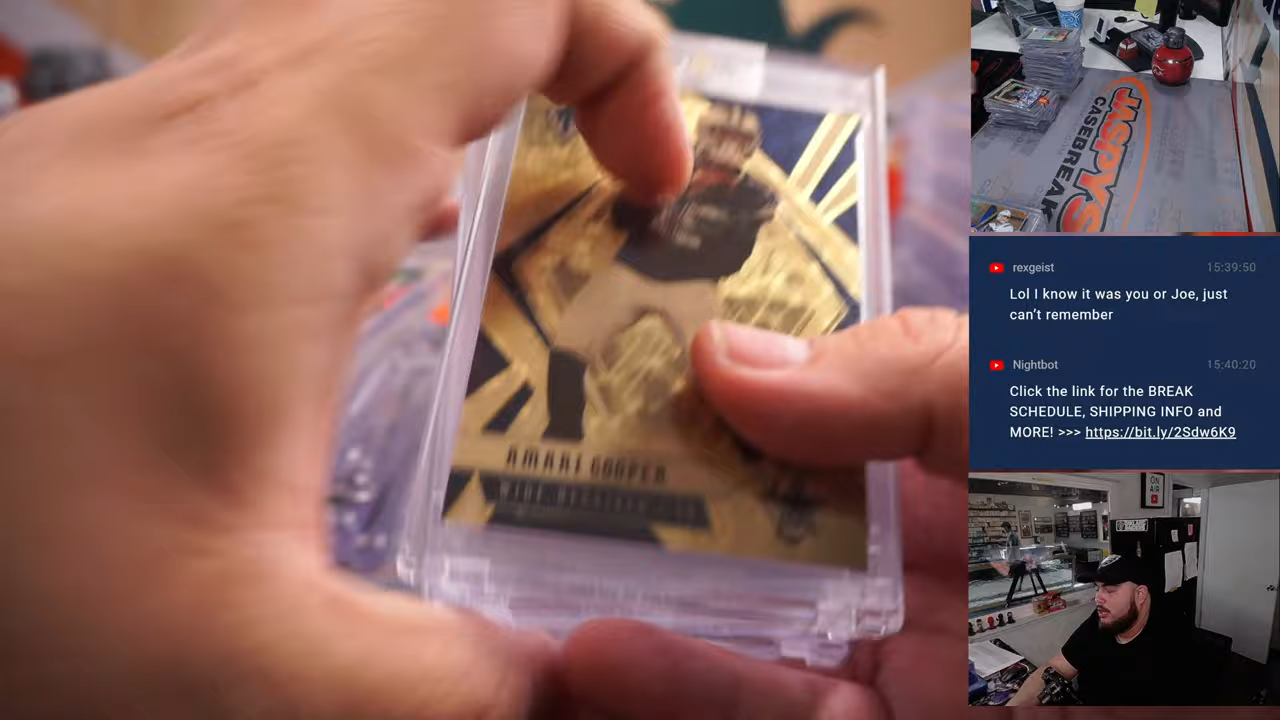 AMARI COOPER
WIDE RECEIVER
JASPYS
CASEBREAK
rexgeist 15:39:50
Lol I know it was you or Joe, just
can't remember
Nightbot 15:40:20
Click the link for the BREAK
SCHEDULE, SHIPPING INFO and
MORE! >>> https://bit.ly/2Sdw6K9
ON
AIR